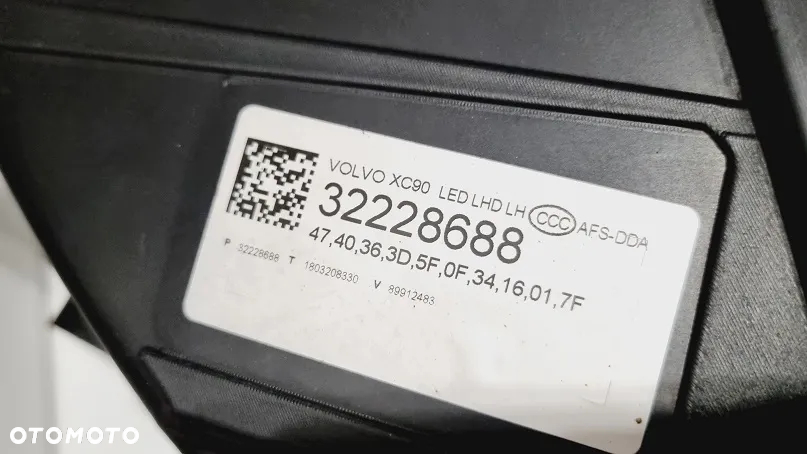 VOLVO XC90 LED LHD LH CCC AFS-DDA
32228688
47,40,36,3D,5F,0F,34,16,01,7F
P 32228688 T 1803208330 V 89912483
OTOMOTO